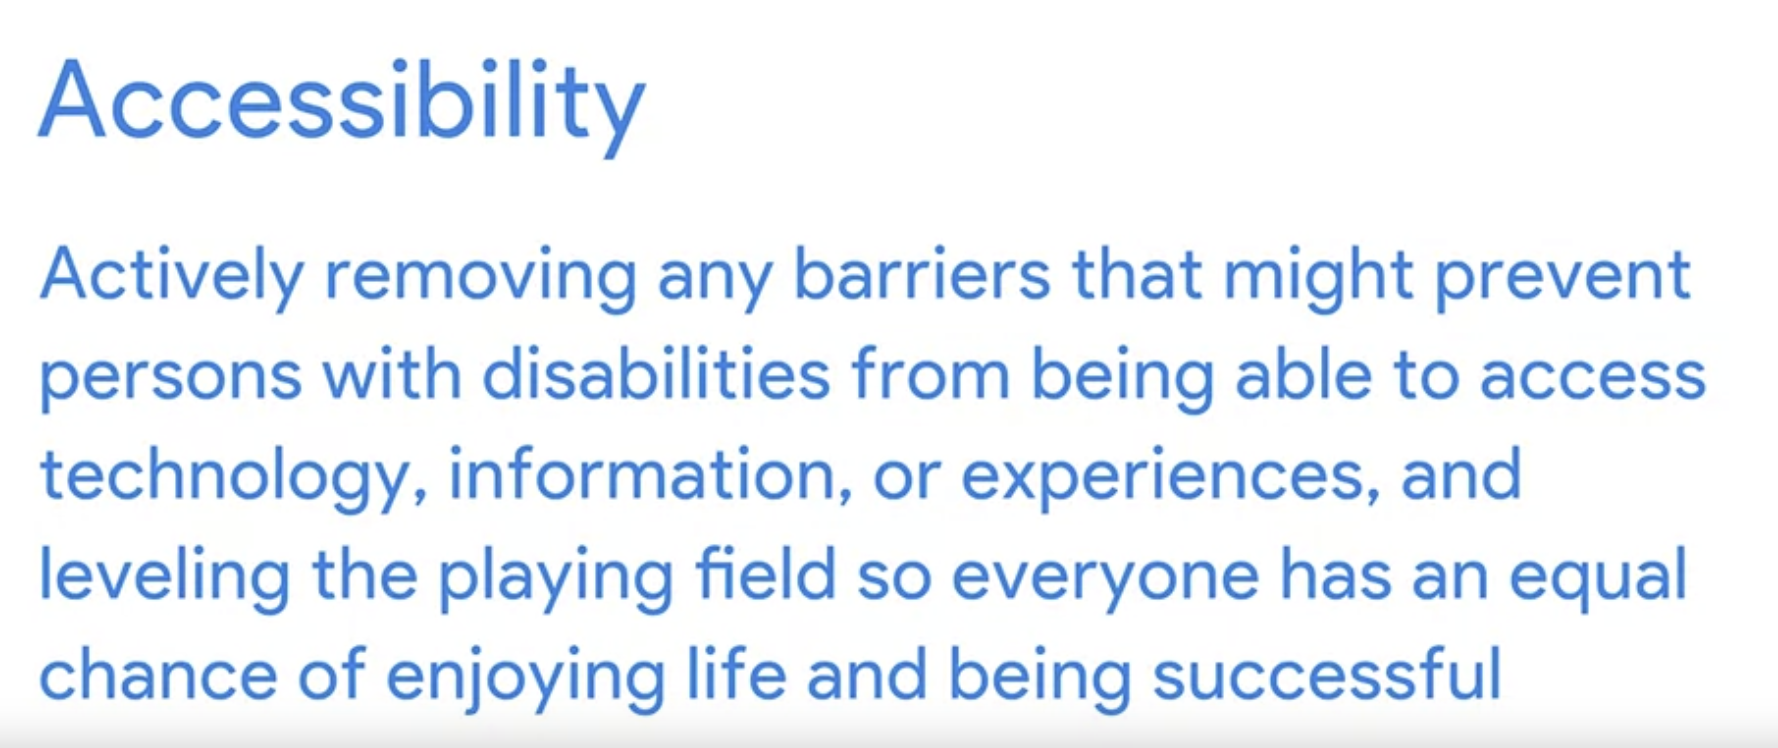 Accessibility
Actively removing any barriers that might prevent
persons with disabilities from being able to access
technology, information, or experiences, and
leveling the playing field so everyone has an equal
chance of enjoying life and being successful